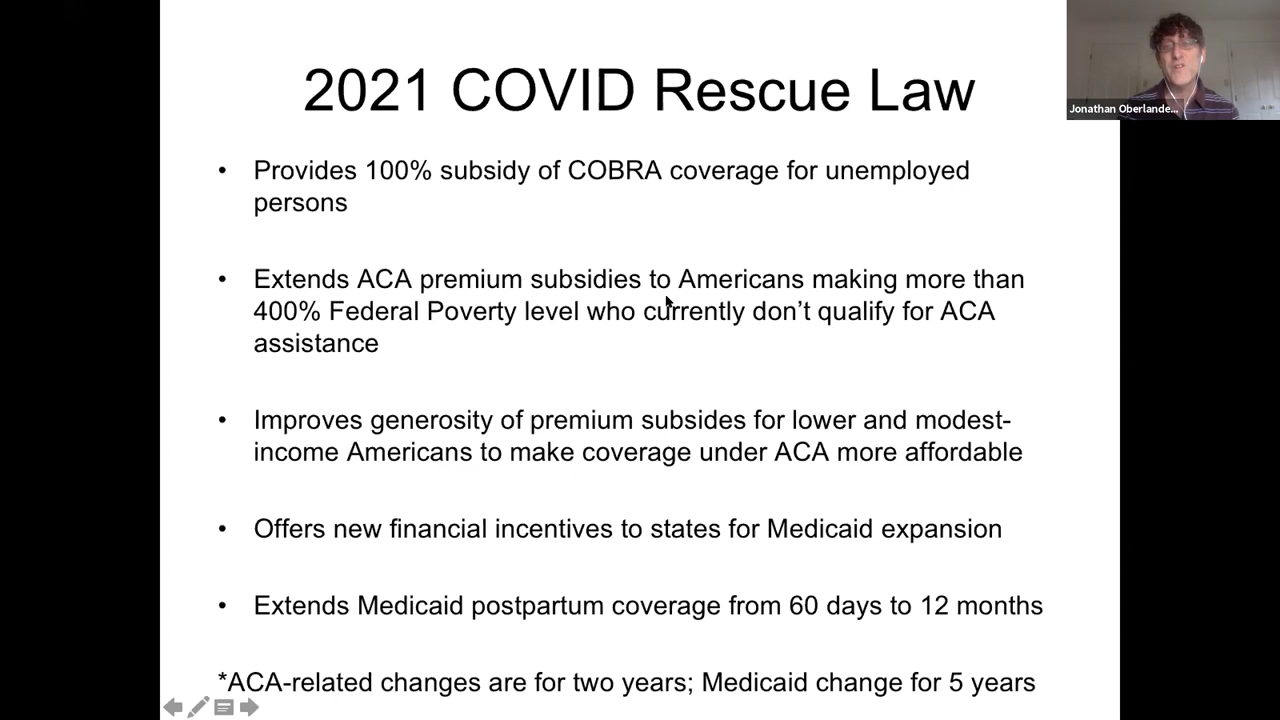 2021 COVID Rescue Law
Jonathan Oberlande...
• Provides 100% subsidy of COBRA coverage for unemployed
persons
• Extends ACA premium subsidies to Americans making more than
400% Federal Poverty level who currently don’t qualify for ACA
assistance
• Improves generosity of premium subsides for lower and modest-
income Americans to make coverage under ACA more affordable
• Offers new financial incentives to states for Medicaid expansion
• Extends Medicaid postpartum coverage from 60 days to 12 months
*ACA-related changes are for two years; Medicaid change for 5 years